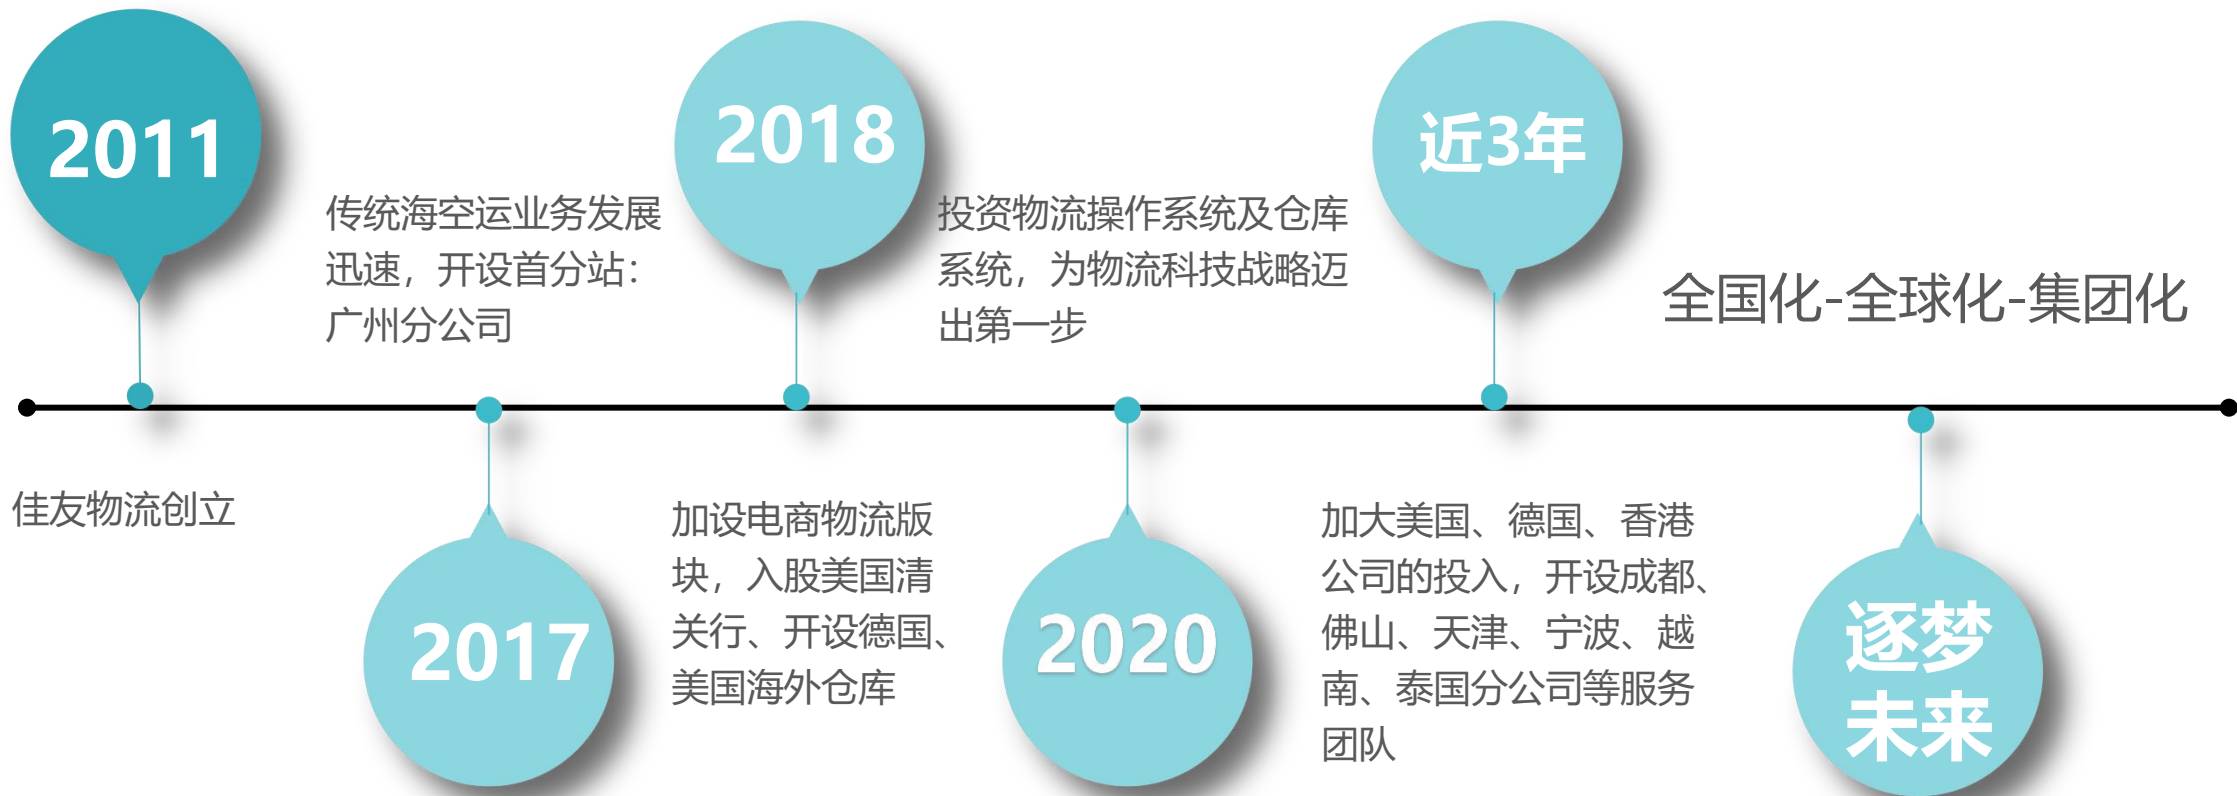 2011
佳友物流创立
2017
传统海空运业务发展
迅速，开设首分站：
广州分公司
2018
加设电商物流版
块，入股美国清
关行、开设德国、
美国海外仓库
2020
投资物流操作系统及仓库
系统，为物流科技战略迈
出第一步
近3年
加大美国、德国、香港
公司的投入，开设成都、
佛山、天津、宁波、越
南、泰国分公司等服务
团队
逐梦
未来
全国化-全球化-集团化